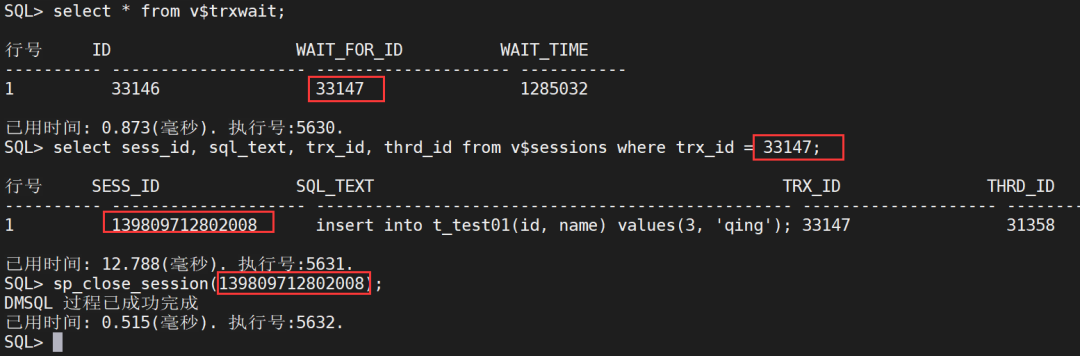 SQL> select * from v$trxwait;
行号 ID WAIT_FOR_ID WAIT_TIME
---------- -------------------- -------------------- -----------
1 33146 33147 1285032
已用时间: 0.873(毫秒). 执行号:5630.
SQL> select sess_id, sql_text, trx_id, thrd_id from v$sessions where trx_id = 33147;
行号 SESS_ID SQL_TEXT TRX_ID THRD_ID
---------- -------------------- ------------------------------------------------- -------------------- --------
1 139809712802008 insert into t_test01(id, name) values(3, 'qing'); 33147 31358
已用时间: 12.788(毫秒). 执行号:5631.
SQL> sp_close_session(139809712802008);
DMSQL 过程已成功完成
已用时间: 0.515(毫秒). 执行号:5632.
SQL>